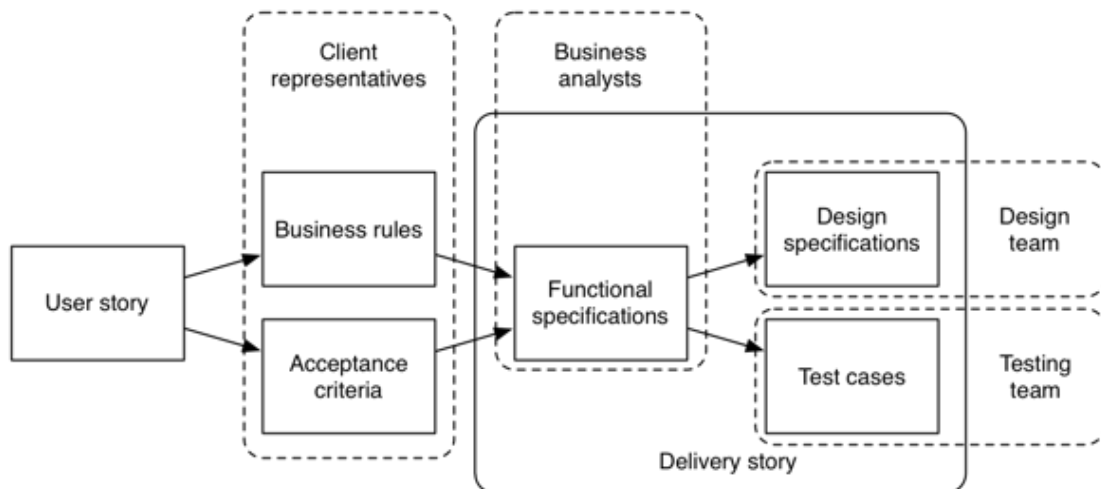 Client
representatives
Business
analysts
Business rules
Design
specifications
Design
team
User story
Functional
specifications
Acceptance
criteria
Test cases
Testing
team
Delivery story